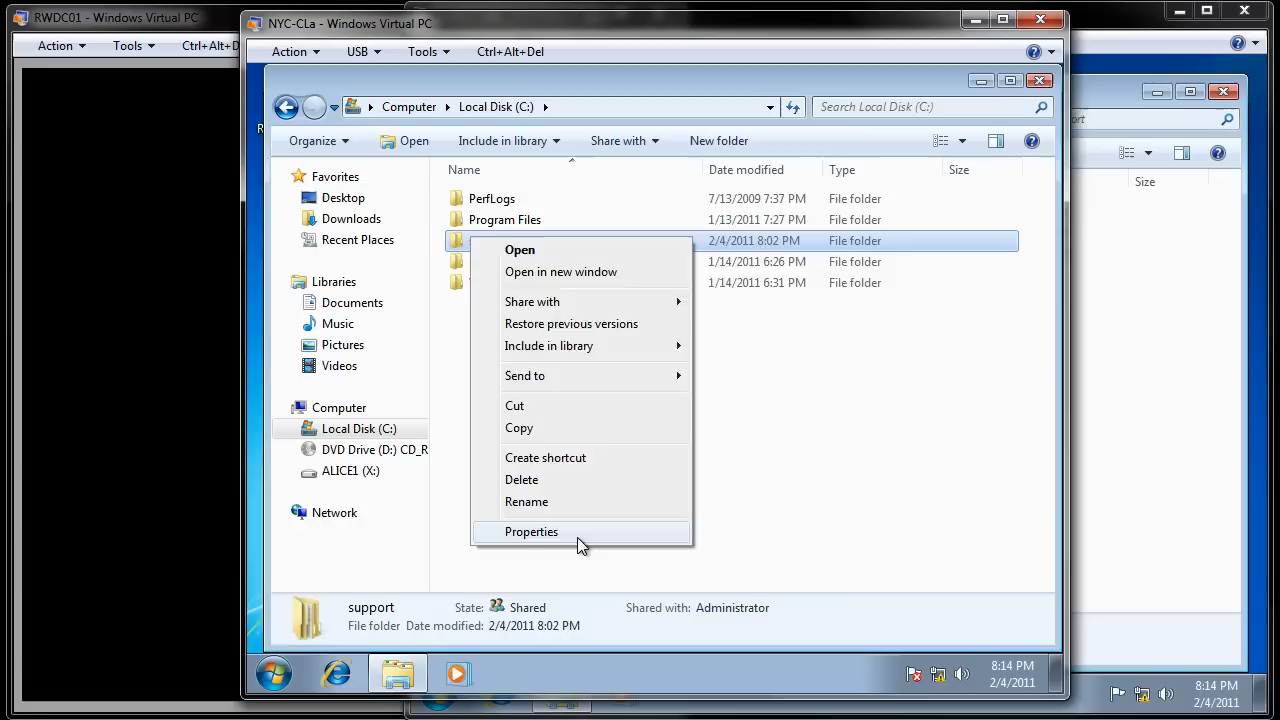 RWDC01 - Windows Virtual PC
Action Tools Ctrl+Alt+D
NYC-CLa - Windows Virtual PC
Action USB Tools Ctrl+Alt+Del
Computer Local Disk (C:)
Search Local Disk (C:)
Organize Open Include in library Share with New folder
Name Date modified Type Size
Favorites
Desktop
Downloads
Recent Places
Libraries
Documents
Music
Pictures
Videos
Computer
Local Disk (C:)
DVD Drive (D:) CD_R
ALICE1 (X:)
Network
PerfLogs 7/13/2009 7:37 PM File folder
Program Files 1/13/2011 7:27 PM File folder
2/4/2011 8:02 PM File folder
1/14/2011 6:26 PM File folder
1/14/2011 6:31 PM File folder
Open
Open in new window
Share with
Restore previous versions
Include in library
Send to
Cut
Copy
Create shortcut
Delete
Rename
Properties
support State: Shared Shared with: Administrator
File folder Date modified: 2/4/2011 8:02 PM
8:14 PM
2/4/2011
Size
8:14 PM
2/4/2011